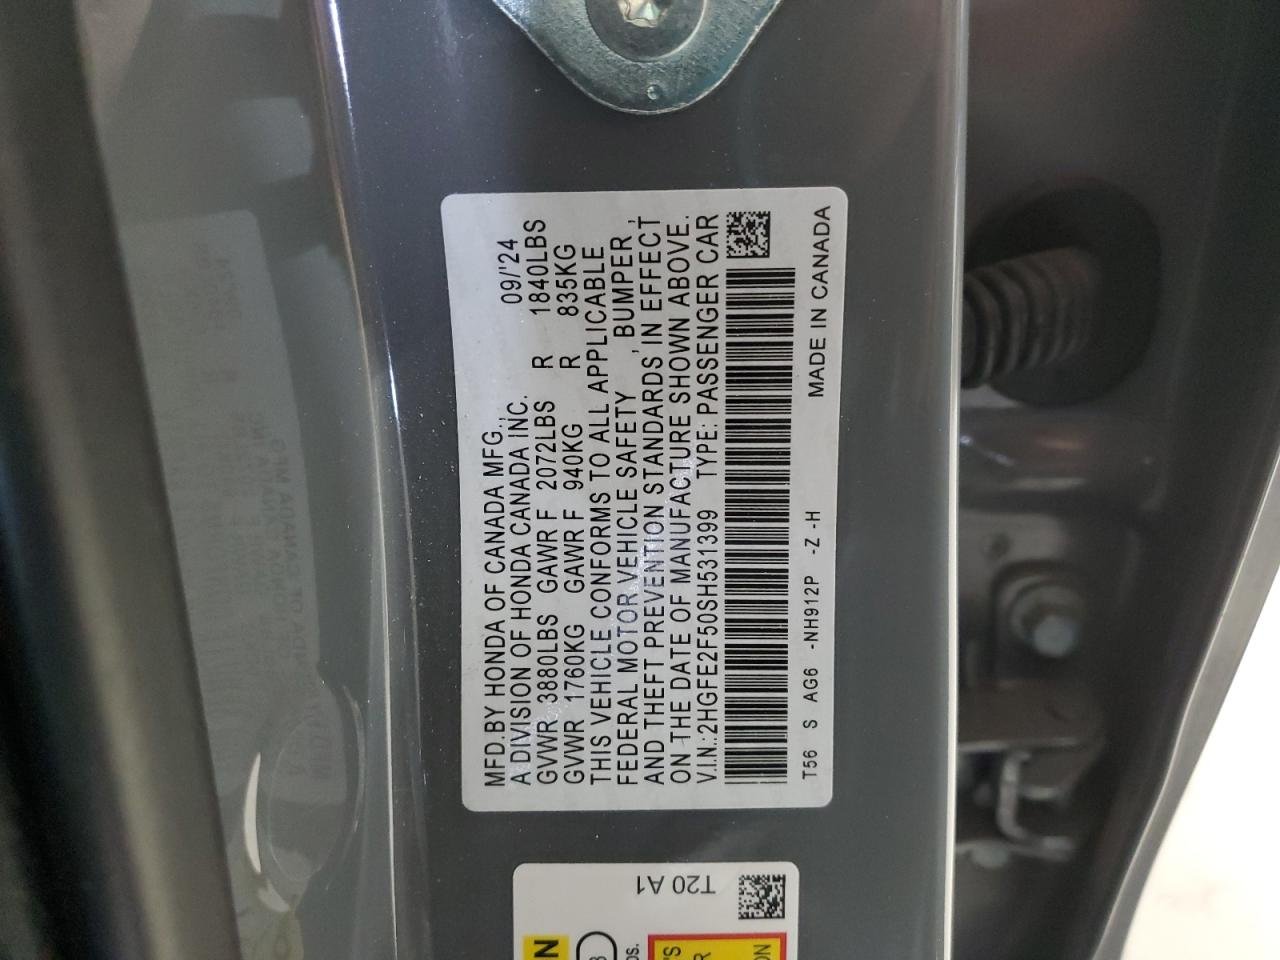 MFD.BY HONDA OF CANADA MFG.,
A DIVISION OF HONDA CANADA INC. 09/'24
GVWR 3880LBS GAWR F 2072LBS R 1840LBS
GVWR 1760KG GAWR F 940KG R 835KG
THIS VEHICLE CONFORMS TO ALL APPLICABLE
FEDERAL MOTOR VEHICLE SAFETY , BUMPER ,
AND THEFT PREVENTION STANDARDS IN EFFECT
ON THE DATE OF MANUFACTURE SHOWN ABOVE.
V.I.N.:2HGFE2F50SH531399 TYPE: PASSENGER CAR
T56 S AG6 -NH912P -Z -H MADE IN CANADA
T20 A1